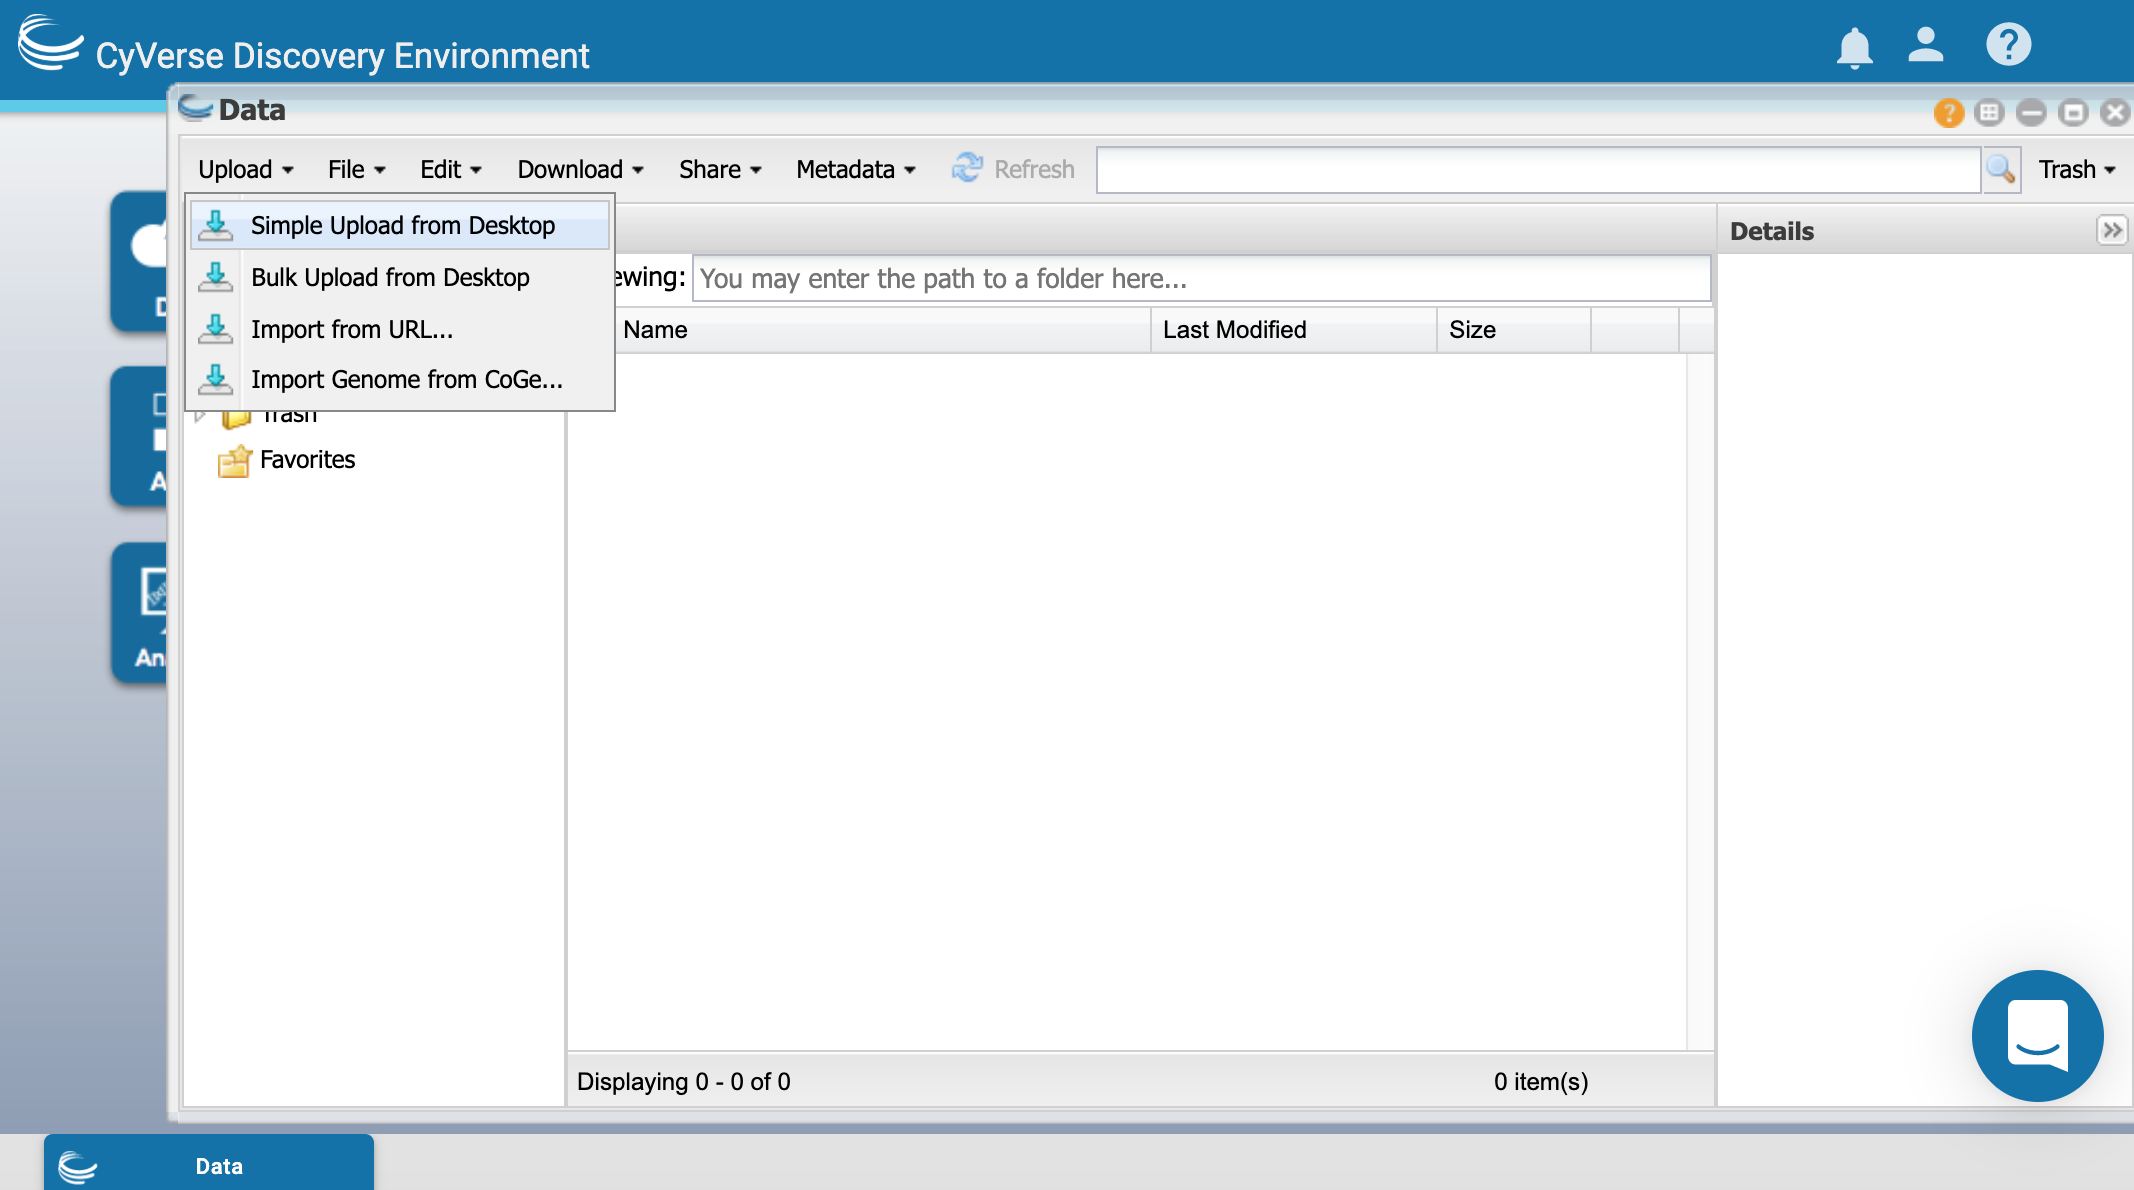 CyVerse Discovery Environment
Data
Upload File Edit Download Share Metadata Refresh Trash
Simple Upload from Desktop
Bulk Upload from Desktop
Import from URL...
Import Genome from CoGe...
Details
ewing: You may enter the path to a folder here...
Name Last Modified Size
Trash
Favorites
D
A
An
Displaying 0 - 0 of 0 0 item(s)
Data